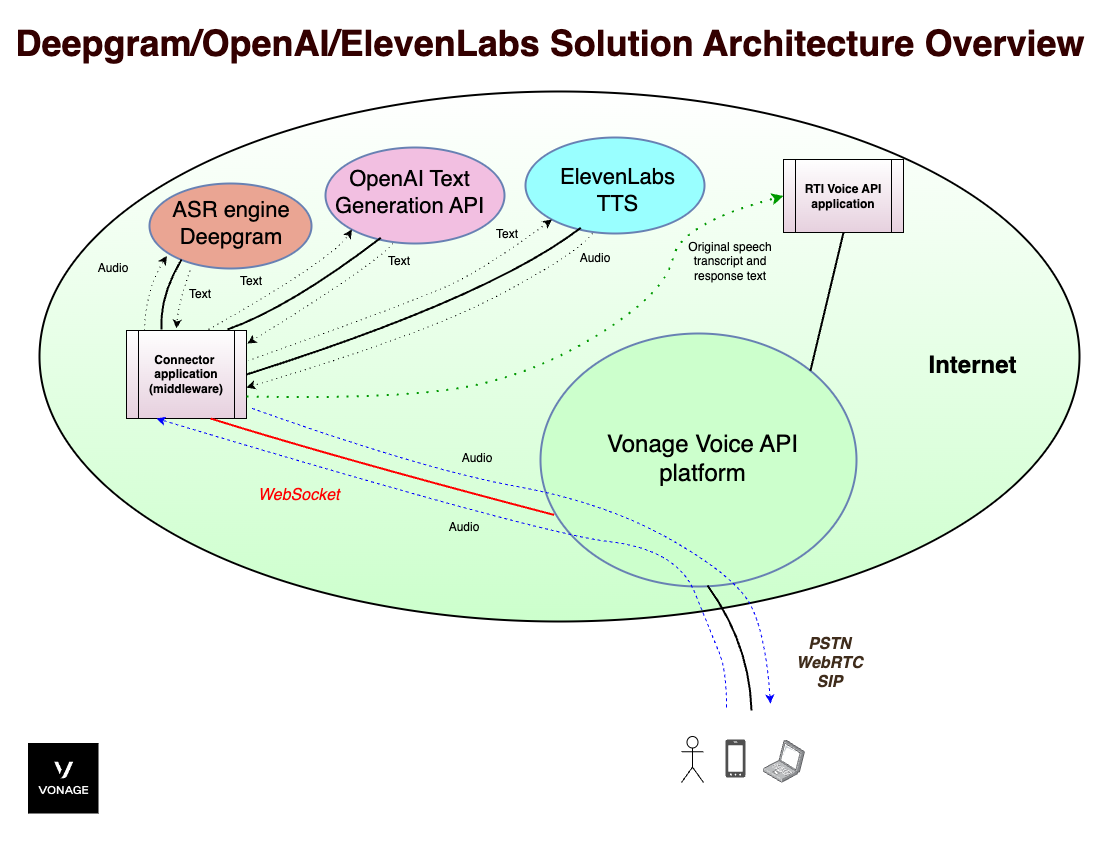 Deepgram/OpenAI/ElevenLabs Solution Architecture Overview
OpenAI Text
Generation API
ElevenLabs
TTS
ASR engine
Deepgram
RTI Voice API
application
Text
Original speech
transcript and
response text
Audio
Text
Audio
Text
Text
Connector
application
(middleware)
Internet
Vonage Voice API
platform
Audio
WebSocket
Audio
PSTN
WebRTC
SIP
VONAGE